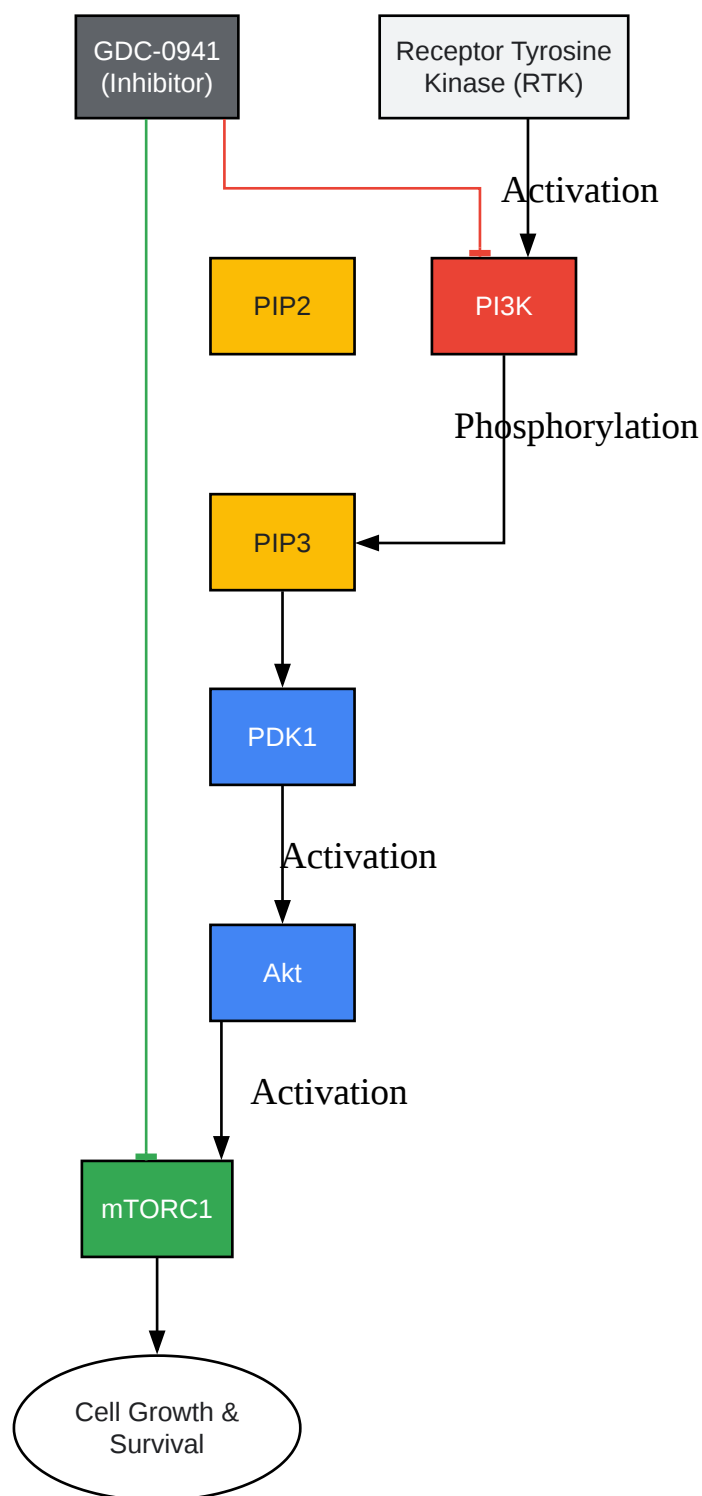 GDC-0941
(Inhibitor)
Receptor Tyrosine
Kinase (RTK)
Activation
PIP2
PI3K
Phosphorylation
PIP3
PDK1
Activation
Akt
Activation
mTORC1
Cell Growth &
Survival